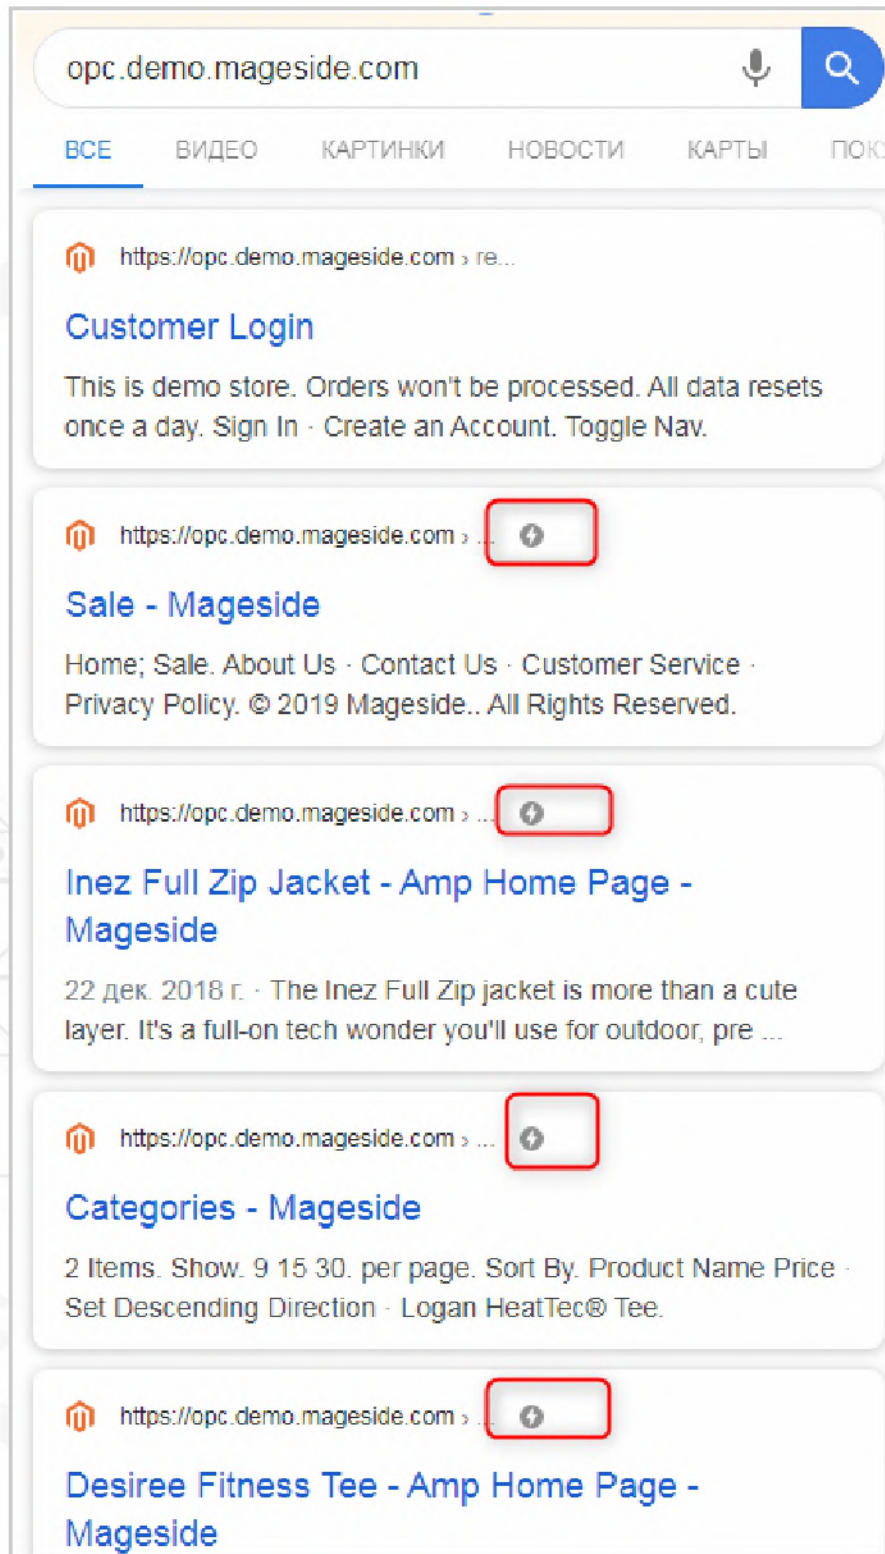 opc.demo.mageside.com
ВСЕ ВИДЕО КАРТИНКИ НОВОСТИ КАРТЫ ПОК
https://opc.demo.mageside.com › re...
Customer Login
This is demo store. Orders won't be processed. All data resets
once a day. Sign In · Create an Account. Toggle Nav.
https://opc.demo.mageside.com › ...
Sale - Mageside
Home; Sale. About Us · Contact Us · Customer Service ·
Privacy Policy. © 2019 Mageside.. All Rights Reserved.
https://opc.demo.mageside.com › ...
Inez Full Zip Jacket - Amp Home Page -
Mageside
22 дек. 2018 г. · The Inez Full Zip jacket is more than a cute
layer. It's a full-on tech wonder you'll use for outdoor, pre ...
https://opc.demo.mageside.com › ...
Categories - Mageside
2 Items. Show. 9 15 30. per page. Sort By. Product Name Price ·
Set Descending Direction · Logan HeatTec® Tee.
https://opc.demo.mageside.com › ...
Desiree Fitness Tee - Amp Home Page -
Mageside